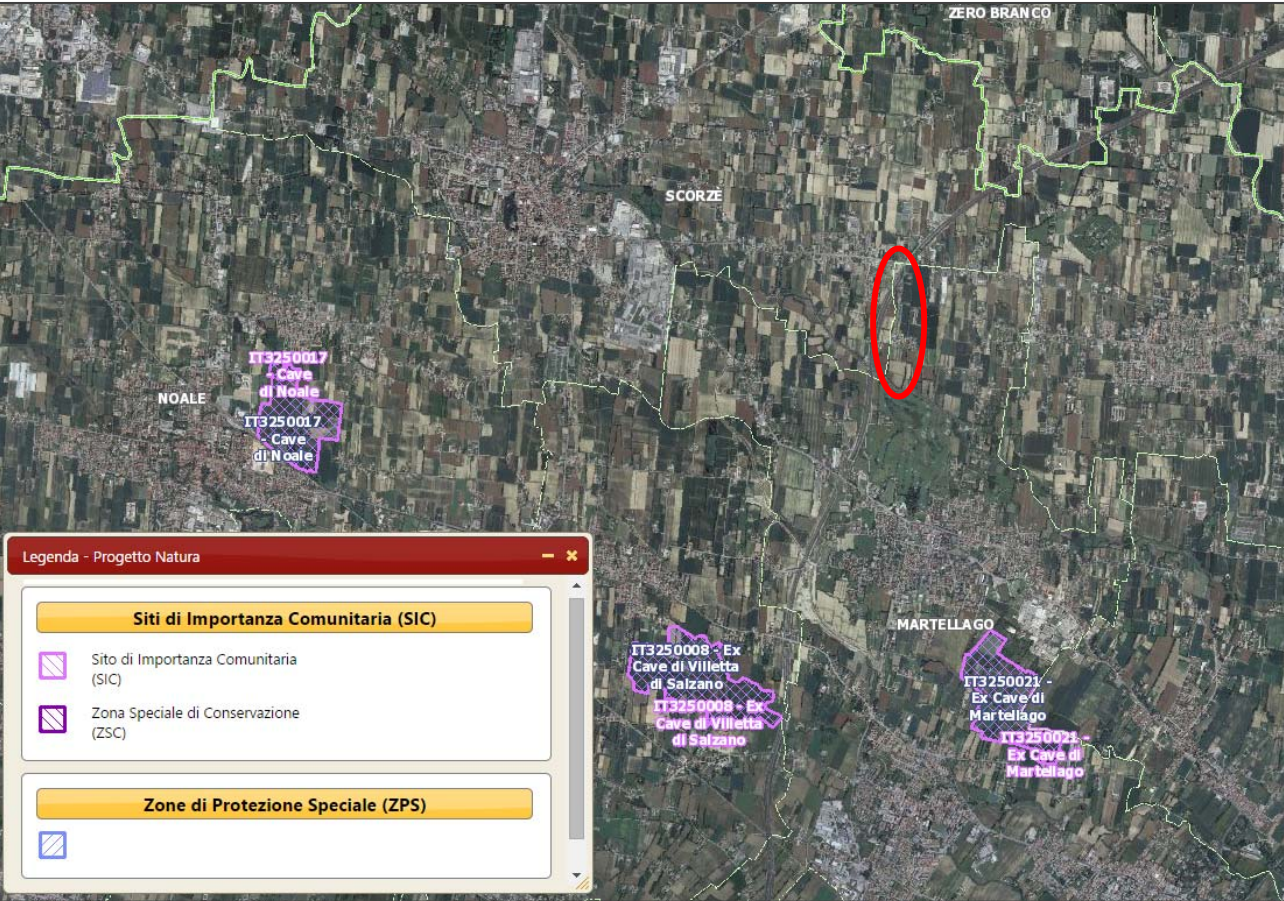 ZERO BRANCO
SCORZÈ
IT3250017
- Cave
di Noale
NOALE
IT3250017
- Cave
di Noale
Legenda - Progetto Natura
Siti di Importanza Comunitaria (SIC)
Sito di Importanza Comunitaria
(SIC)
Zona Speciale di Conservazione
(ZSC)
Zone di Protezione Speciale (ZPS)
MARTELLAGO
IT3250008 - Ex
Cave di Villetta
di Salzano
IT3250008 - Ex
Cave di Villetta
di Salzano
IT3250021 -
Ex Cave di
Martellago
IT3250021 -
Ex Cave di
Martellago